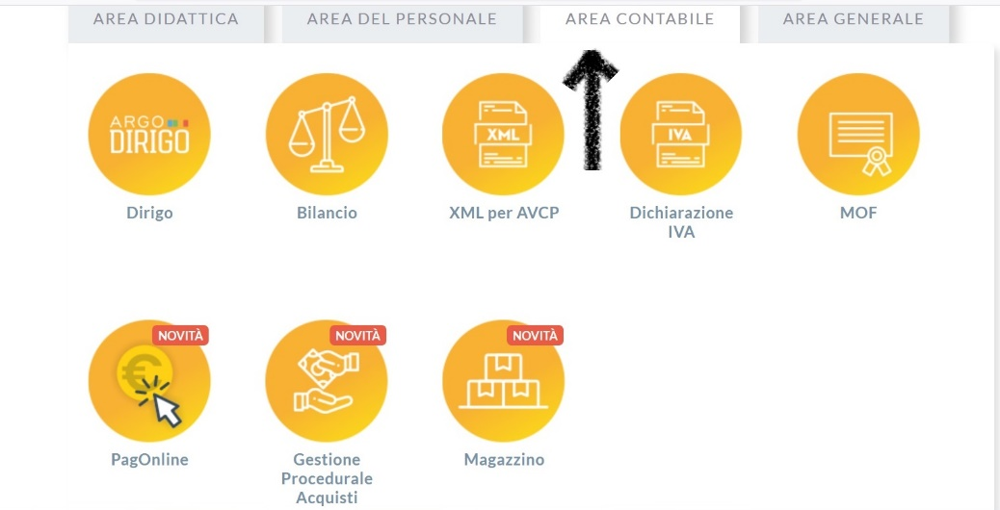 AREA DIDATTICA
AREA DEL PERSONALE
AREA CONTABILE
AREA GENERALE
ARGO
DIRIGO
XML
IVA
Dirigo
Bilancio
XML per AVCP
Dichiarazione
IVA
MOF
NOVITÀ
NOVITÀ
NOVITÀ
€
PagOnline
Gestione
Procedurale
Acquisti
Magazzino